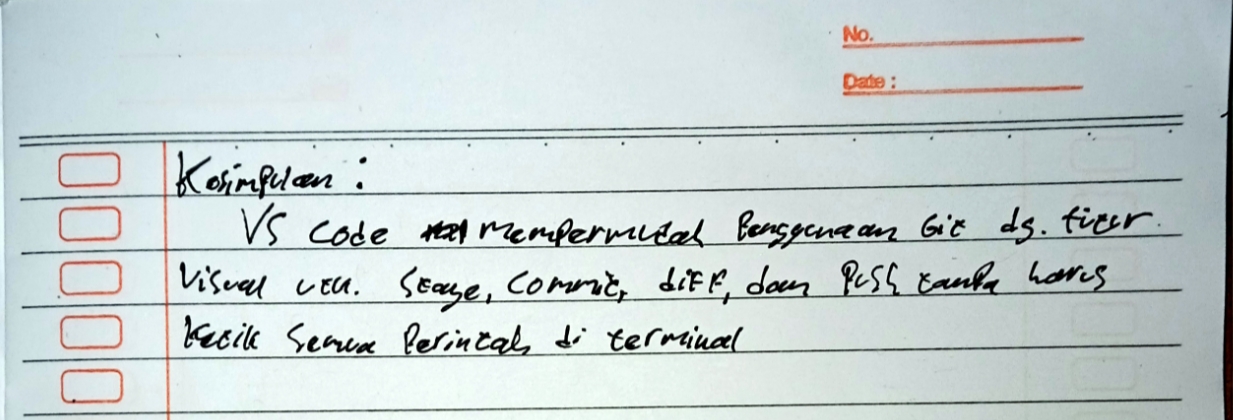 No.
Date :
Kesimpulan :
VS Code mempermudah Penggunaan Git dg. fitur
Visual utk. Stage, Commit, diff, dan Push tanpa harus
Ketik Semua Perintah di terminal